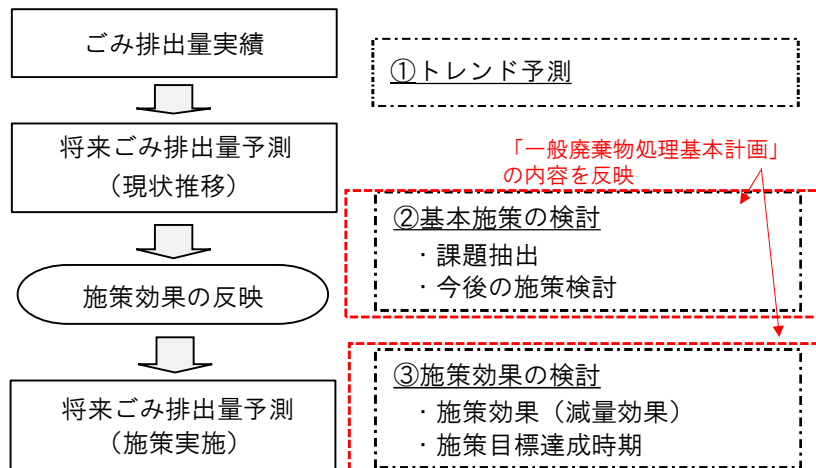 ごみ排出量実績
①トレンド予測
将来ごみ排出量予測
（現状推移）
「一般廃棄物処理基本計画」
の内容を反映
②基本施策の検討
・課題抽出
・今後の施策検討
施策効果の反映
将来ごみ排出量予測
（施策実施）
③施策効果の検討
・施策効果（減量効果）
・施策目標達成時期